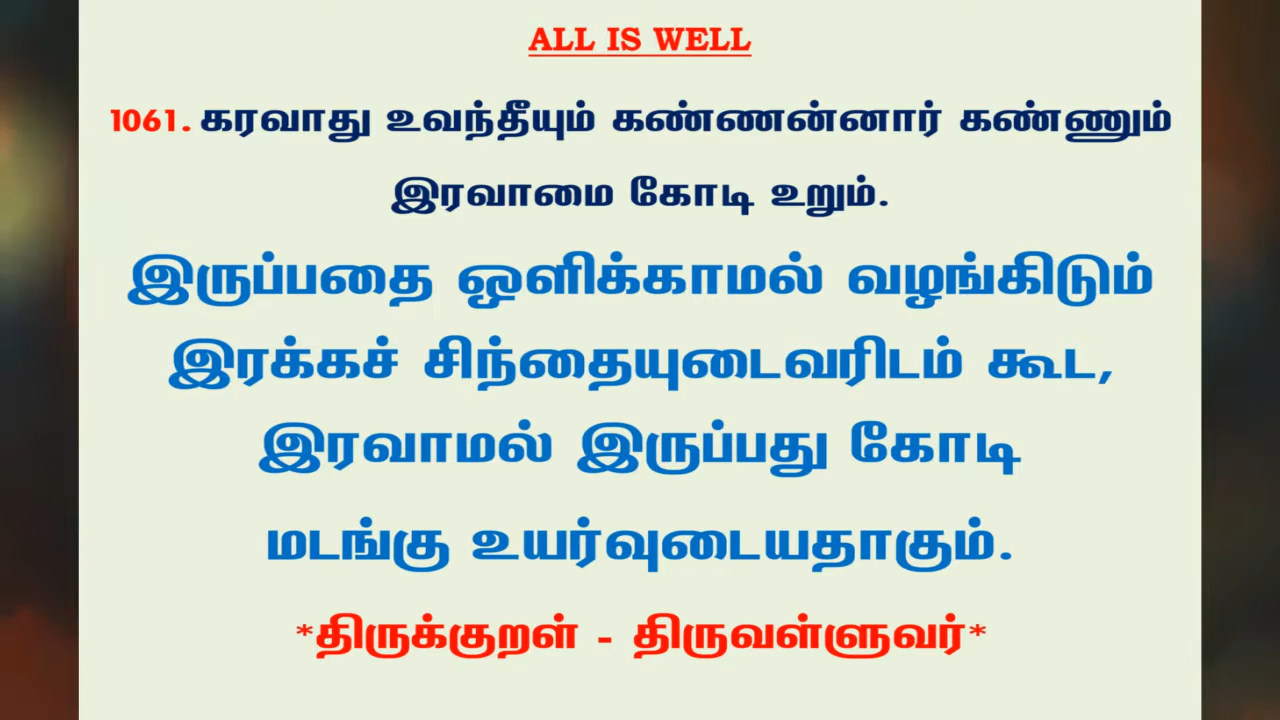 ALL IS WELL
1061. கரவாது உவந்தீயும் கண்ணன்னார் கண்ணும்
இரவாமை கோடி உறும்.
இருப்பதை ஒளிக்காமல் வழங்கிடும்
இரக்கச் சிந்தையுடைவரிடம் கூட,
இரவாமல் இருப்பது கோடி
மடங்கு உயர்வுடையதாகும்.
*திருக்குறள் - திருவள்ளுவர்*